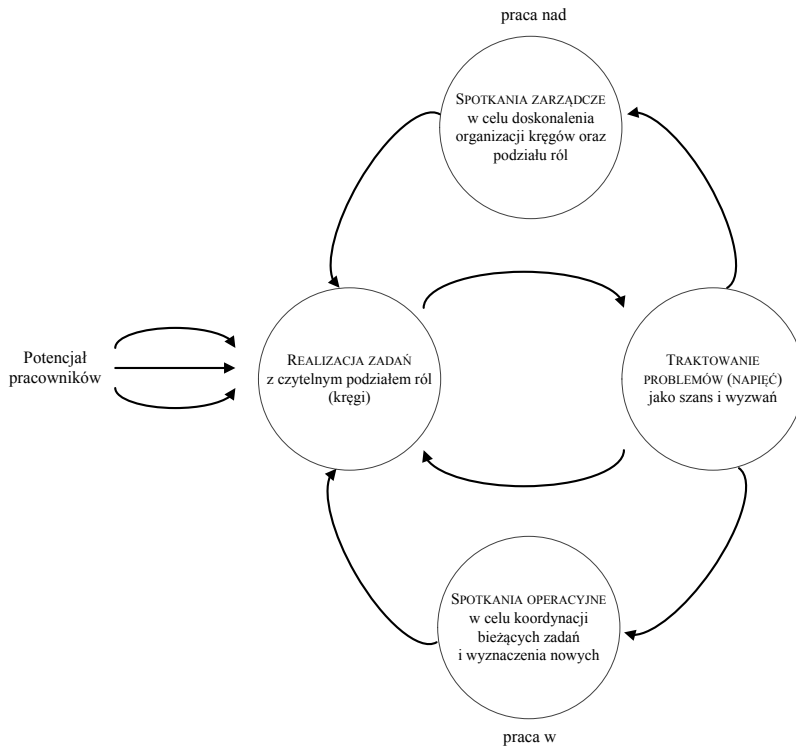 praca nad
SPOTKANIA ZARZĄDCZE
w celu doskonalenia
organizacji kręgów oraz
podziału ról
Potencjał
pracowników
REALIZACJA ZADAŃ
z czytelnym podziałem ról
(kręgi)
TRAKTOWANIE
PROBLEMÓW (NAPIĘĆ)
jako szans i wyzwań
SPOTKANIA OPERACYJNE
w celu koordynacji
bieżących zadań
i wyznaczenia nowych
praca w